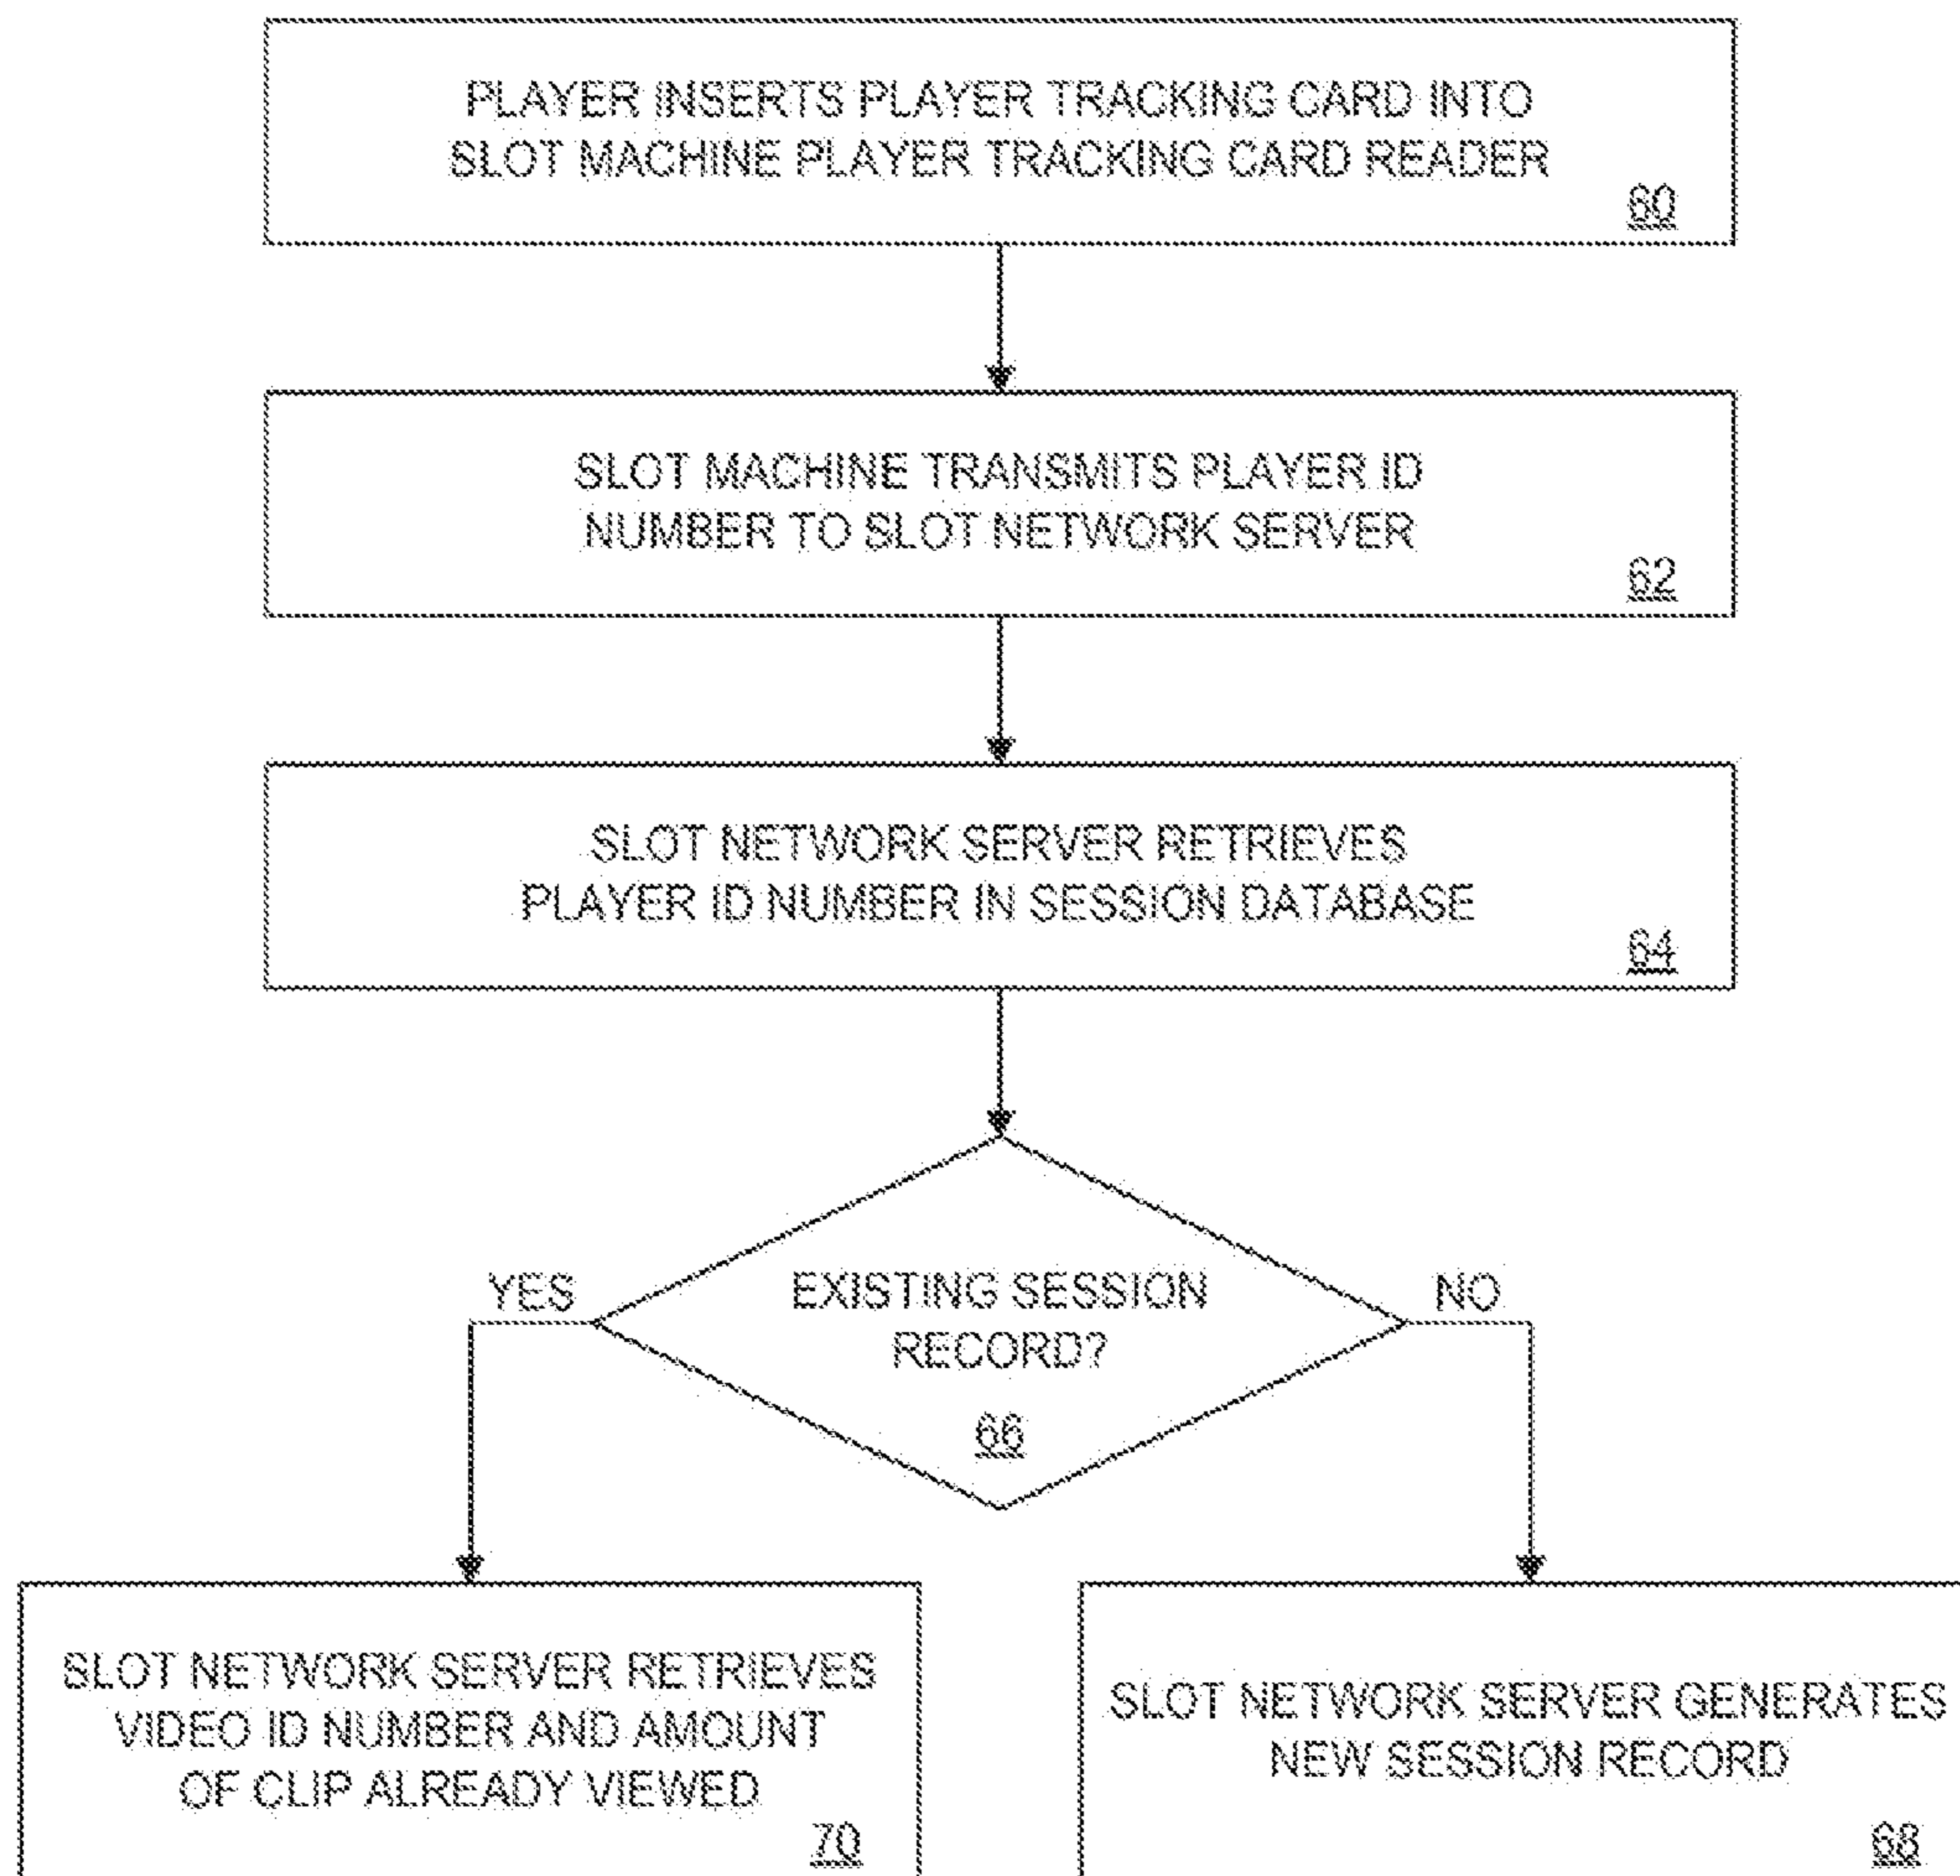 PLAYER INSERTS PLAYER TRACKING CARD INTO
SLOT MACHINE PLAYER TRACKING CARD READER
60
SLOT MACHINE TRANSMITS PLAYER ID
NUMBER TO SLOT NETWORK SERVER
62
SLOT NETWORK SERVER RETRIEVES
PLAYER ID NUMBER IN SESSION DATABASE
64
YES
EXISTING SESSION
RECORD?
NO
66
SLOT NETWORK SERVER RETRIEVES
VIDEO ID NUMBER AND AMOUNT
OF CLIP ALREADY VIEWED
70
SLOT NETWORK SERVER GENERATES
NEW SESSION RECORD
68